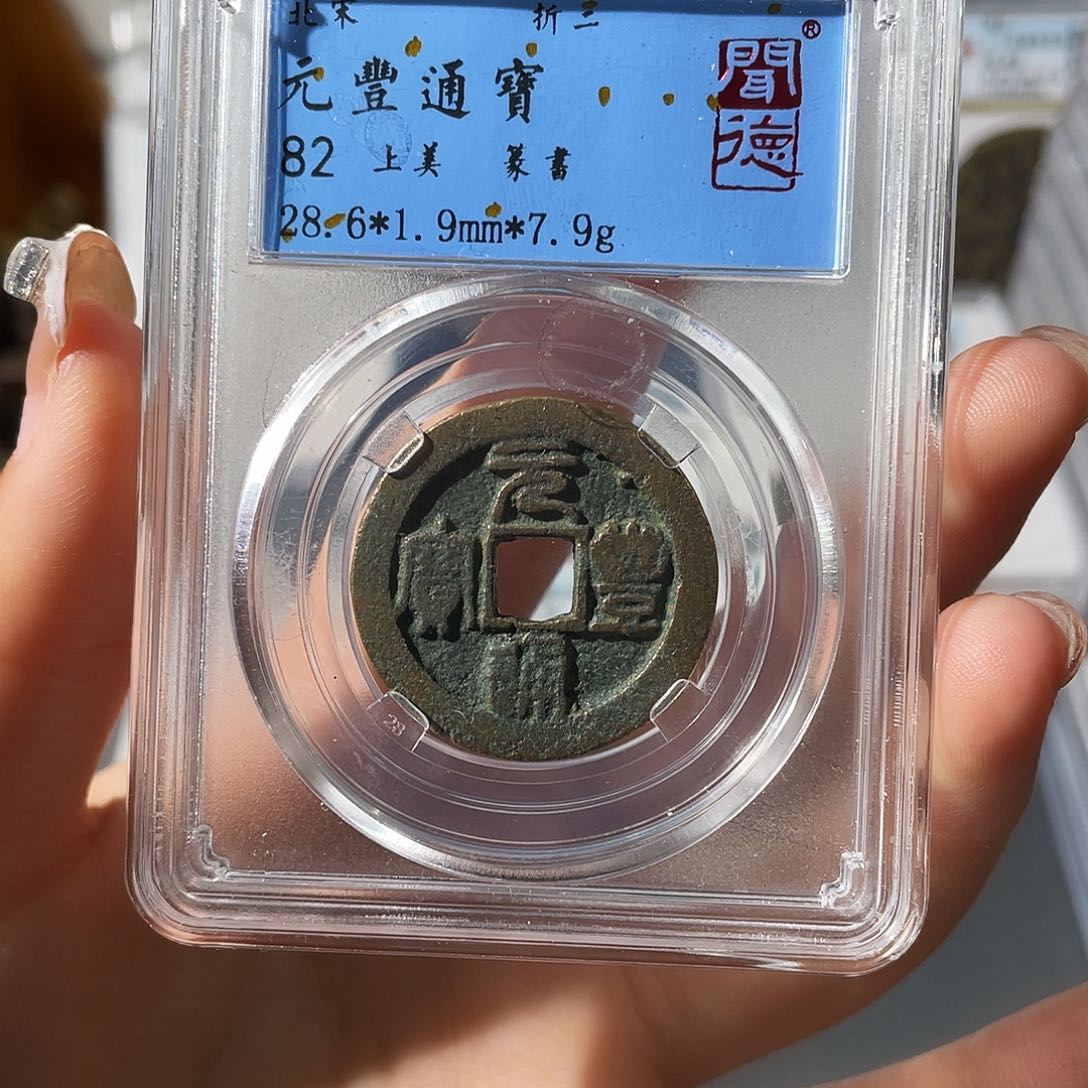 北宋 折三
元豐通寶
82 上美 篆書
28.6*1.9mm*7.9g
聞德
®
元豐通寶
28